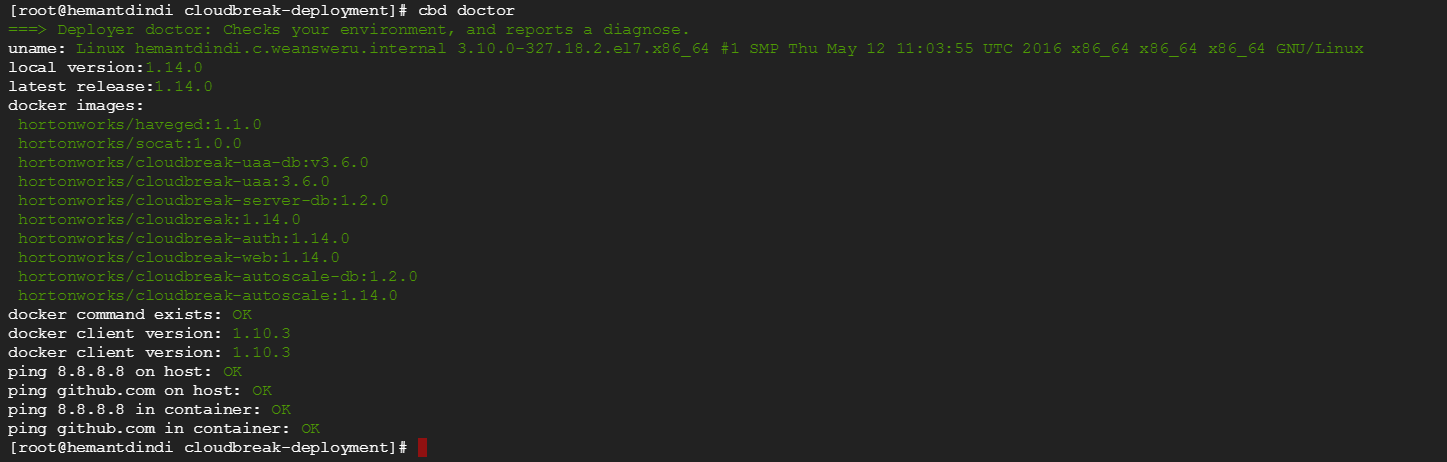 [root@hemantdindi cloudbreak-deployment]# cbd doctor
===> Deployer doctor: Checks your environment, and reports a diagnose.
uname: Linux hemantdindi.c.weansweru.internal 3.10.0-327.18.2.el7.x86_64 #1 SMP Thu May 12 11:03:55 UTC 2016 x86_64 x86_64 x86_64 GNU/Linux
local version:1.14.0
latest release:1.14.0
docker images:
 hortonworks/haveged:1.1.0
 hortonworks/socat:1.0.0
 hortonworks/cloudbreak-uaa-db:v3.6.0
 hortonworks/cloudbreak-uaa:3.6.0
 hortonworks/cloudbreak-server-db:1.2.0
 hortonworks/cloudbreak:1.14.0
 hortonworks/cloudbreak-auth:1.14.0
 hortonworks/cloudbreak-web:1.14.0
 hortonworks/cloudbreak-autoscale-db:1.2.0
 hortonworks/cloudbreak-autoscale:1.14.0
docker command exists: OK
docker client version: 1.10.3
docker client version: 1.10.3
ping 8.8.8.8 on host: OK
ping github.com on host: OK
ping 8.8.8.8 in container: OK
ping github.com in container: OK
[root@hemantdindi cloudbreak-deployment]#